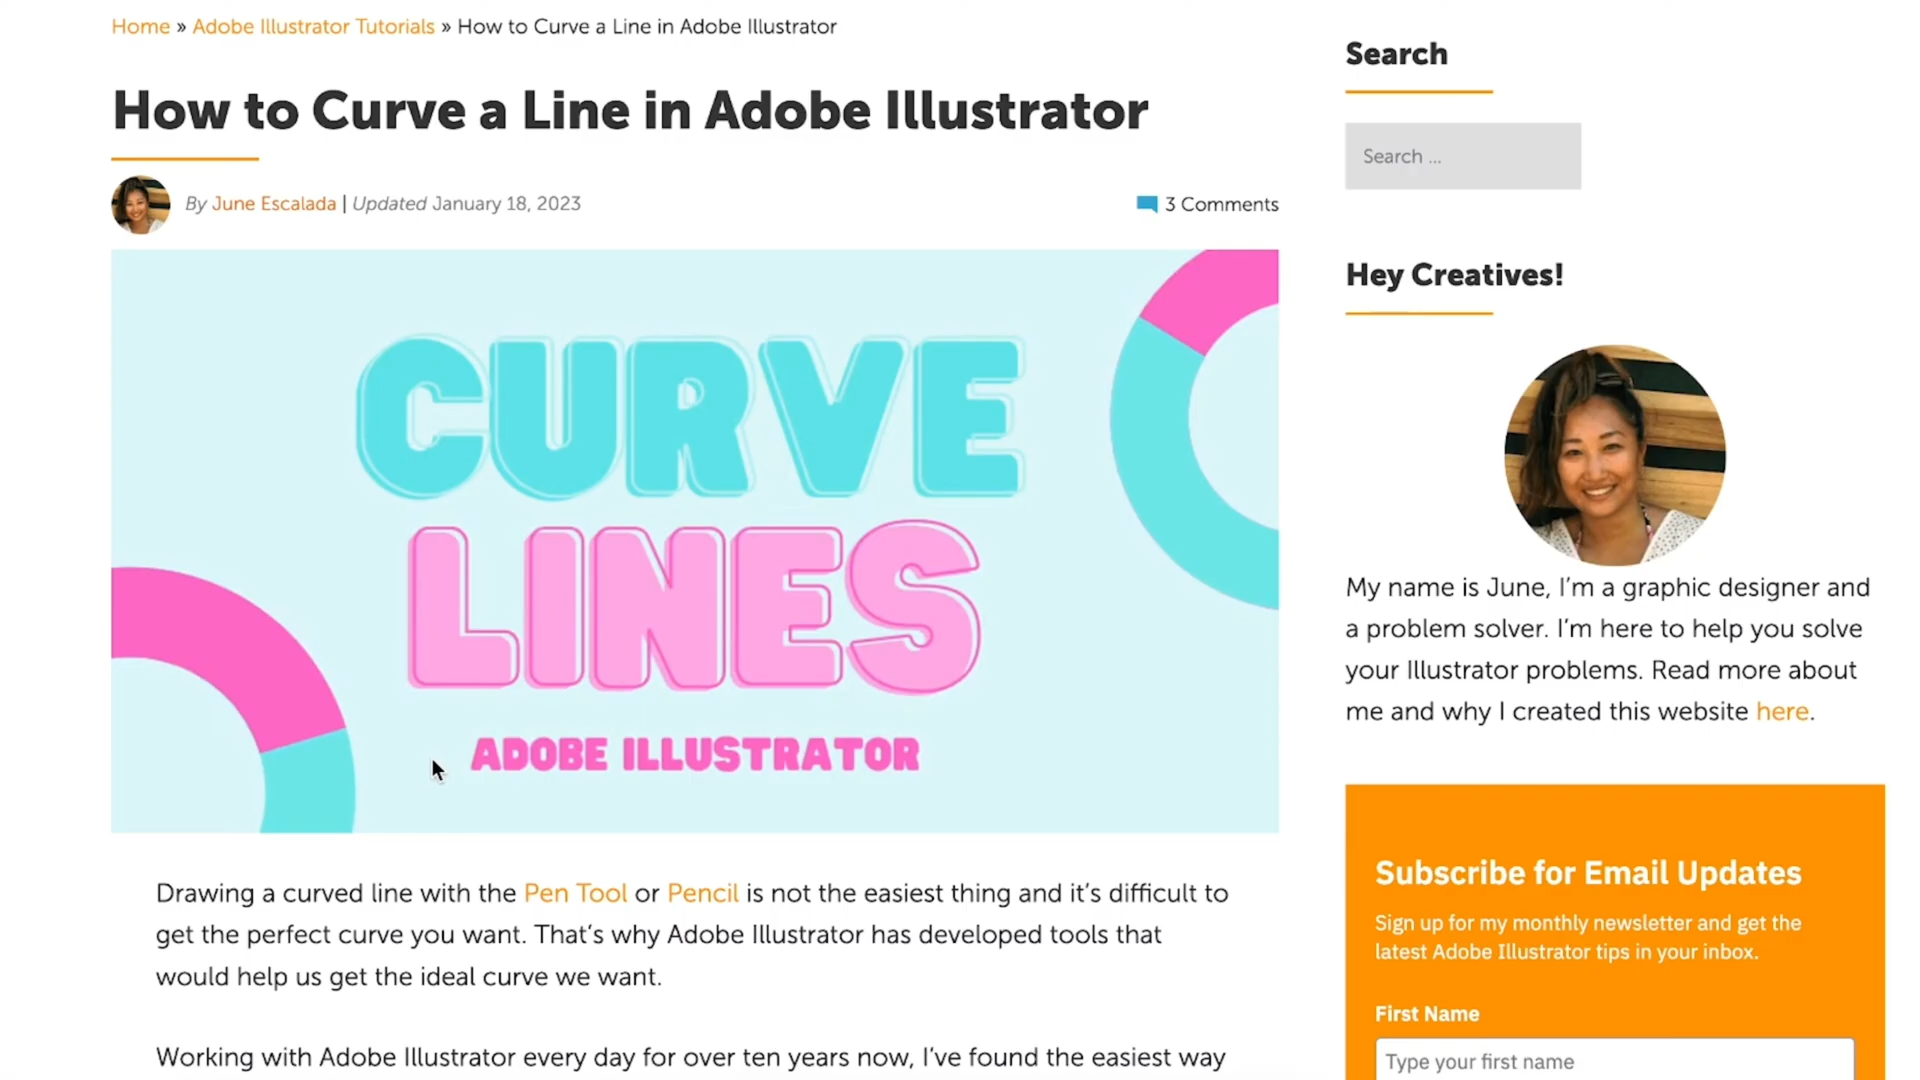 Home » Adobe Illustrator Tutorials » How to Curve a Line in Adobe Illustrator
How to Curve a Line in Adobe Illustrator
By June Escalada | Updated January 18, 2023
3 Comments
CURVE
LINES
ADOBE ILLUSTRATOR
Drawing a curved line with the Pen Tool or Pencil is not the easiest thing and it’s difficult to
get the perfect curve you want. That’s why Adobe Illustrator has developed tools that
would help us get the ideal curve we want.
Working with Adobe Illustrator every day for over ten years now, I’ve found the easiest way
Search
Search ...
Hey Creatives!
My name is June, I’m a graphic designer and
a problem solver. I’m here to help you solve
your Illustrator problems. Read more about
me and why I created this website here.
Subscribe for Email Updates
Sign up for my monthly newsletter and get the
latest Adobe Illustrator tips in your inbox.
First Name
Type your first name